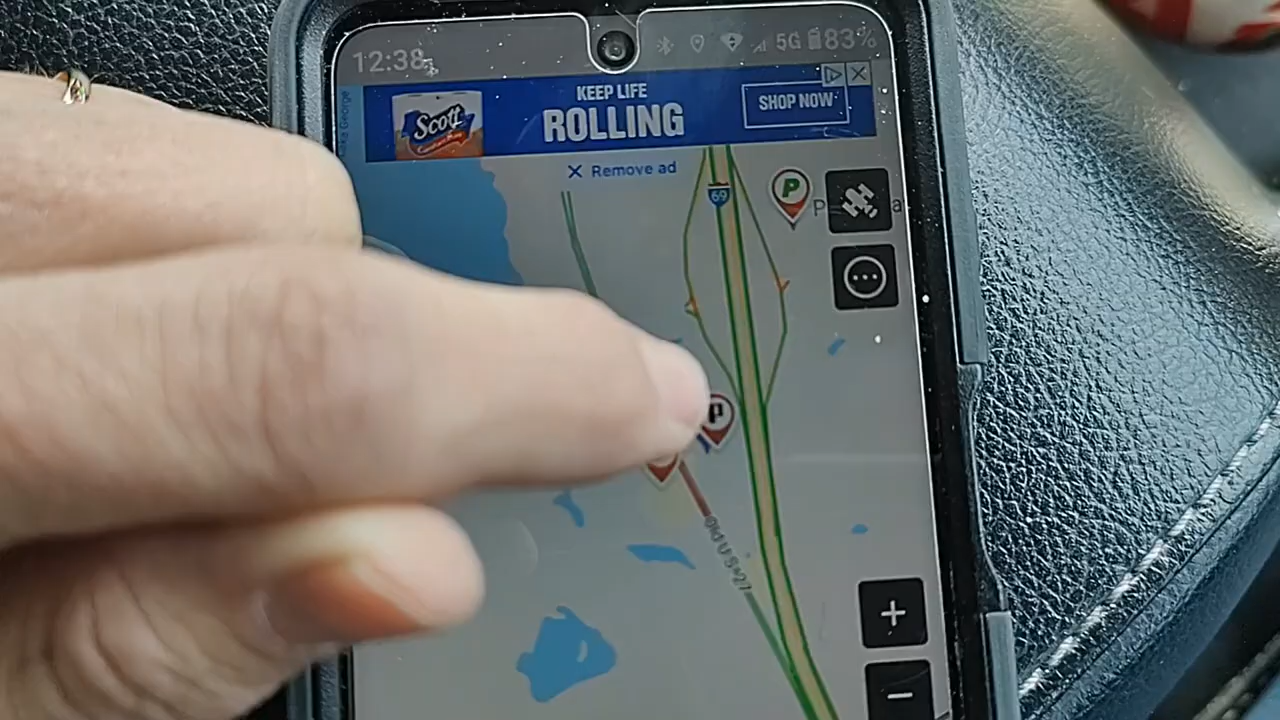 12:38
5G 83%
Scott
KEEP LIFE
ROLLING
SHOP NOW
Remove ad
69
P
P
Old US-27
+
−